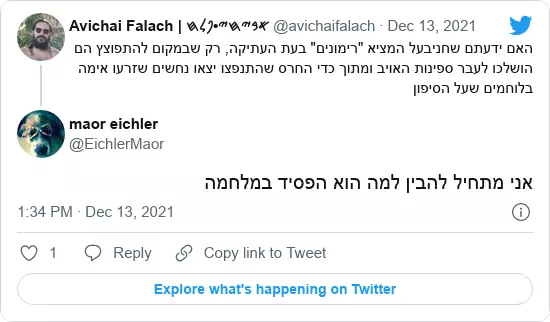 Avichai Falach | @avichaifalach · Dec 13, 2021
האם ידעתם שחניבעל המציא "רימונים" בעת העתיקה, רק שבמקום להתפוצץ הם
הושלכו לעבר ספינות האויב ומתוך כדי החרס שהתנפצו יצאו נחשים שזרעו אימה
בלוחמים שעל הסיפון
maor eichler
@EichlerMaor
אני מתחיל להבין למה הוא הפסיד במלחמה
1:34 PM · Dec 13, 2021
1 Reply Copy link to Tweet
Explore what's happening on Twitter